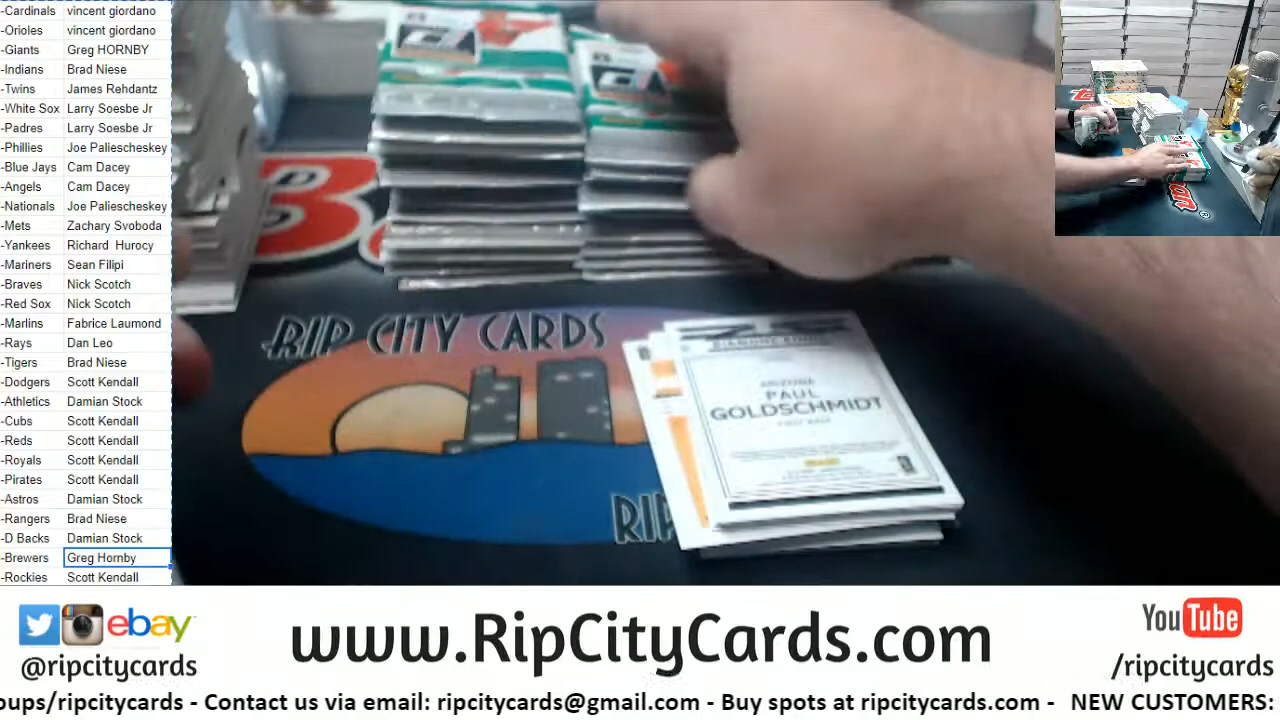 -Cardinals vincent giordano
-Orioles vincent giordano
-Giants Greg HORNBY
-Indians Brad Niese
-Twins James Rehdantz
-White Sox Larry Soesbe Jr
-Padres Larry Soesbe Jr
-Phillies Joe Paliescheskey
-Blue Jays Cam Dacey
-Angels Cam Dacey
-Nationals Joe Paliescheskey
-Mets Zachary Svoboda
-Yankees Richard Hurocy
-Mariners Sean Filipi
-Braves Nick Scotch
-Red Sox Nick Scotch
-Marlins Fabrice Laumond
-Rays Dan Leo
-Tigers Brad Niese
-Dodgers Scott Kendall
-Athletics Damian Stock
-Cubs Scott Kendall
-Reds Scott Kendall
-Royals Scott Kendall
-Pirates Scott Kendall
-Astros Damian Stock
-Rangers Brad Niese
-D Backs Damian Stock
-Brewers Greg Hornby
-Rockies Scott Kendall
RIP CITY CARDS
RIP
DIAMOND KINGS
ARIZONA
PAUL
GOLDSCHMIDT
FIRST BASE
ebay
@ripcitycards
www.RipCityCards.com
YouTube
/ripcitycards
oups/ripcitycards - Contact us via email: ripcitycards@gmail.com - Buy spots at ripcitycards.com - NEW CUSTOMERS: